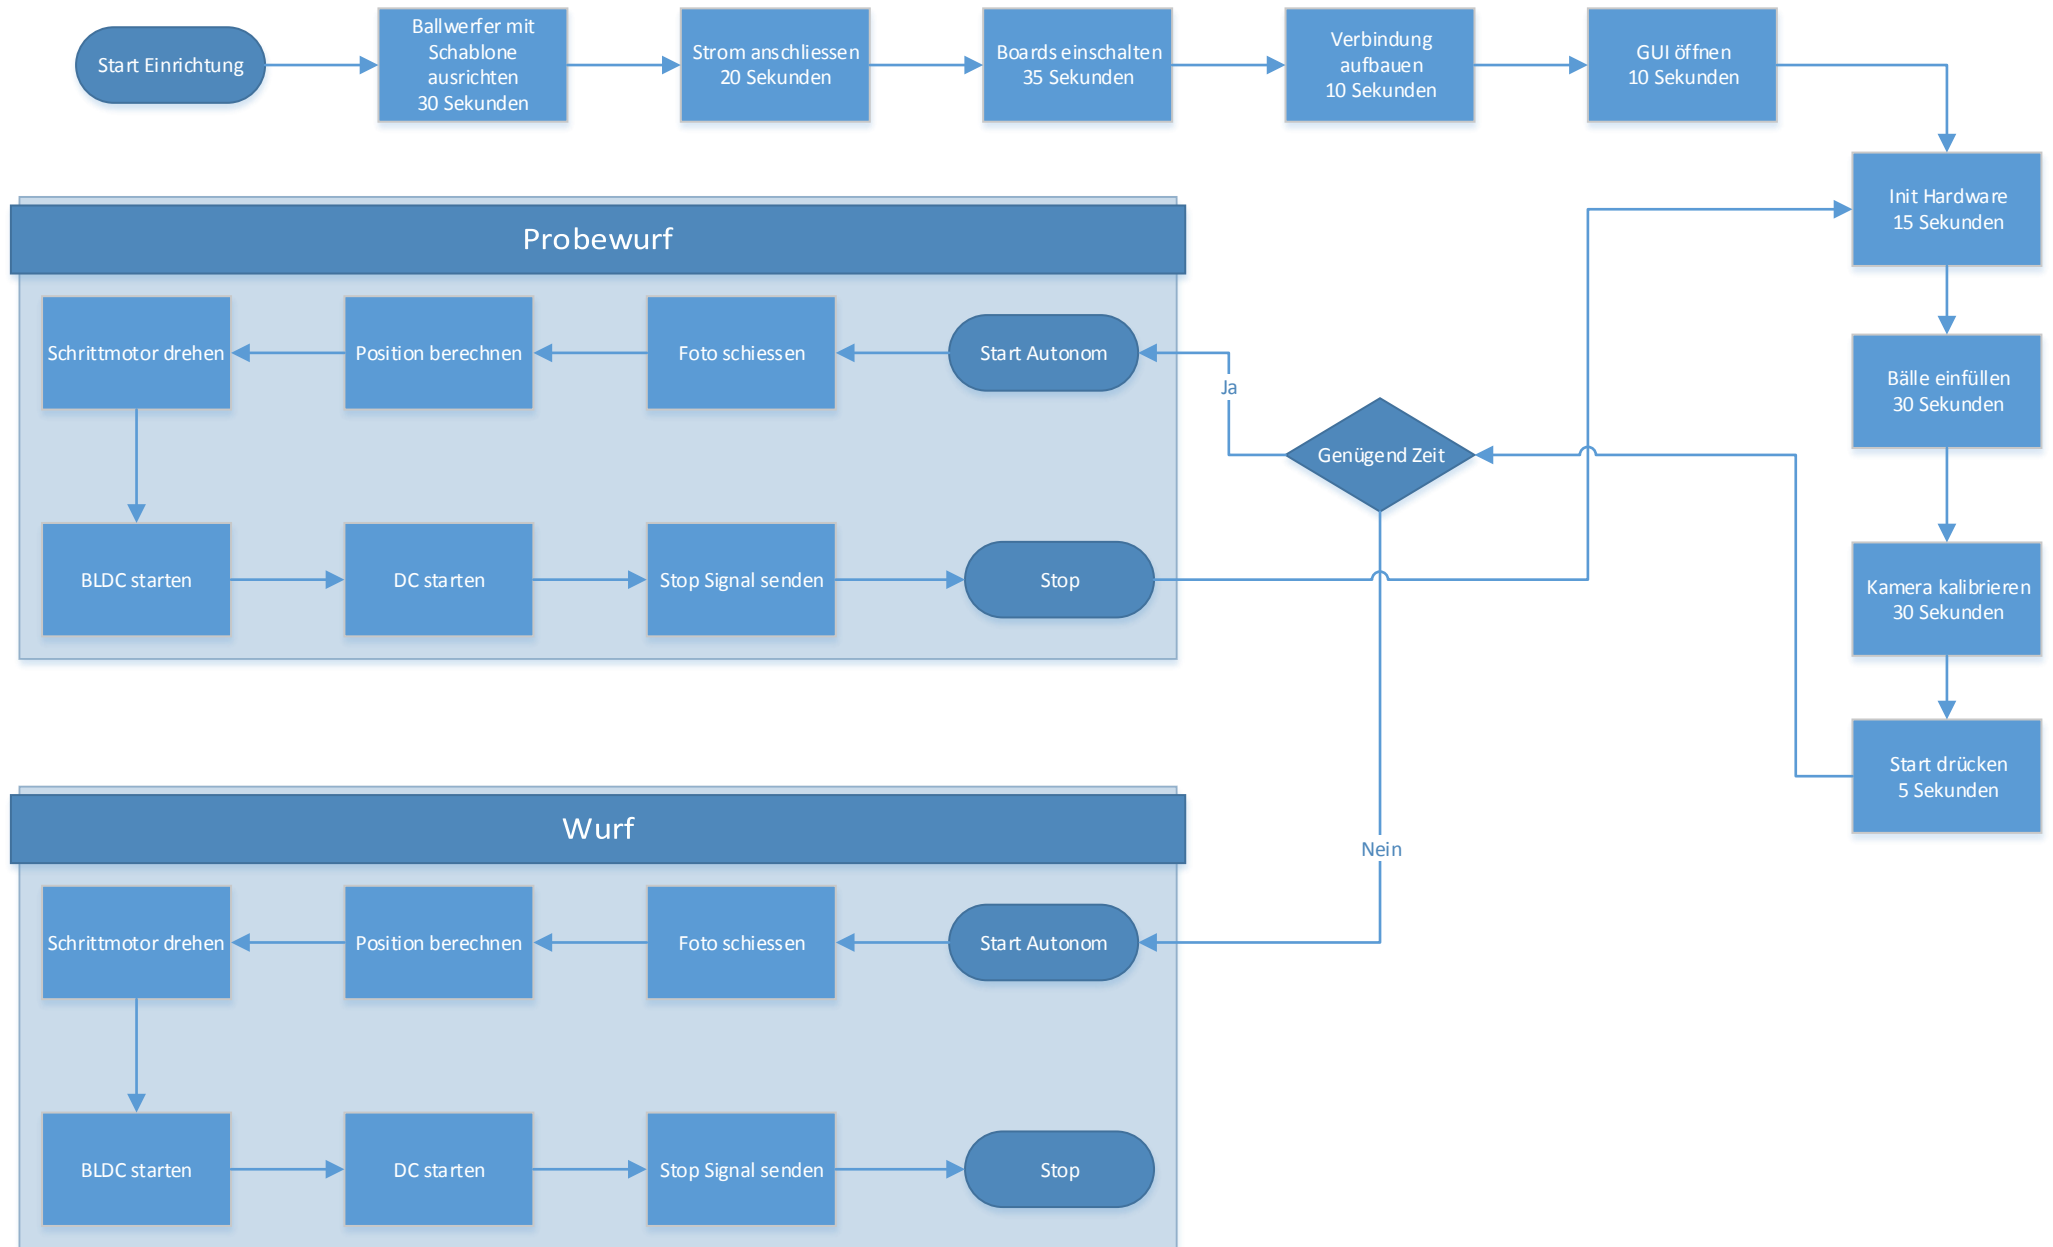 Start Einrichtung
Ballwerfer mit
Schablone
ausrichten
30 Sekunden
Strom anschliessen
20 Sekunden
Boards einschalten
35 Sekunden
Verbindung
aufbauen
10 Sekunden
GUI öffnen
10 Sekunden
Init Hardware
15 Sekunden
Bälle einfüllen
30 Sekunden
Kamera kalibrieren
30 Sekunden
Start drücken
5 Sekunden
Genügend Zeit
Ja
Nein
Probewurf
Start Autonom
Foto schiessen
Position berechnen
Schrittmotor drehen
BLDC starten
DC starten
Stop Signal senden
Stop
Wurf
Start Autonom
Foto schiessen
Position berechnen
Schrittmotor drehen
BLDC starten
DC starten
Stop Signal senden
Stop